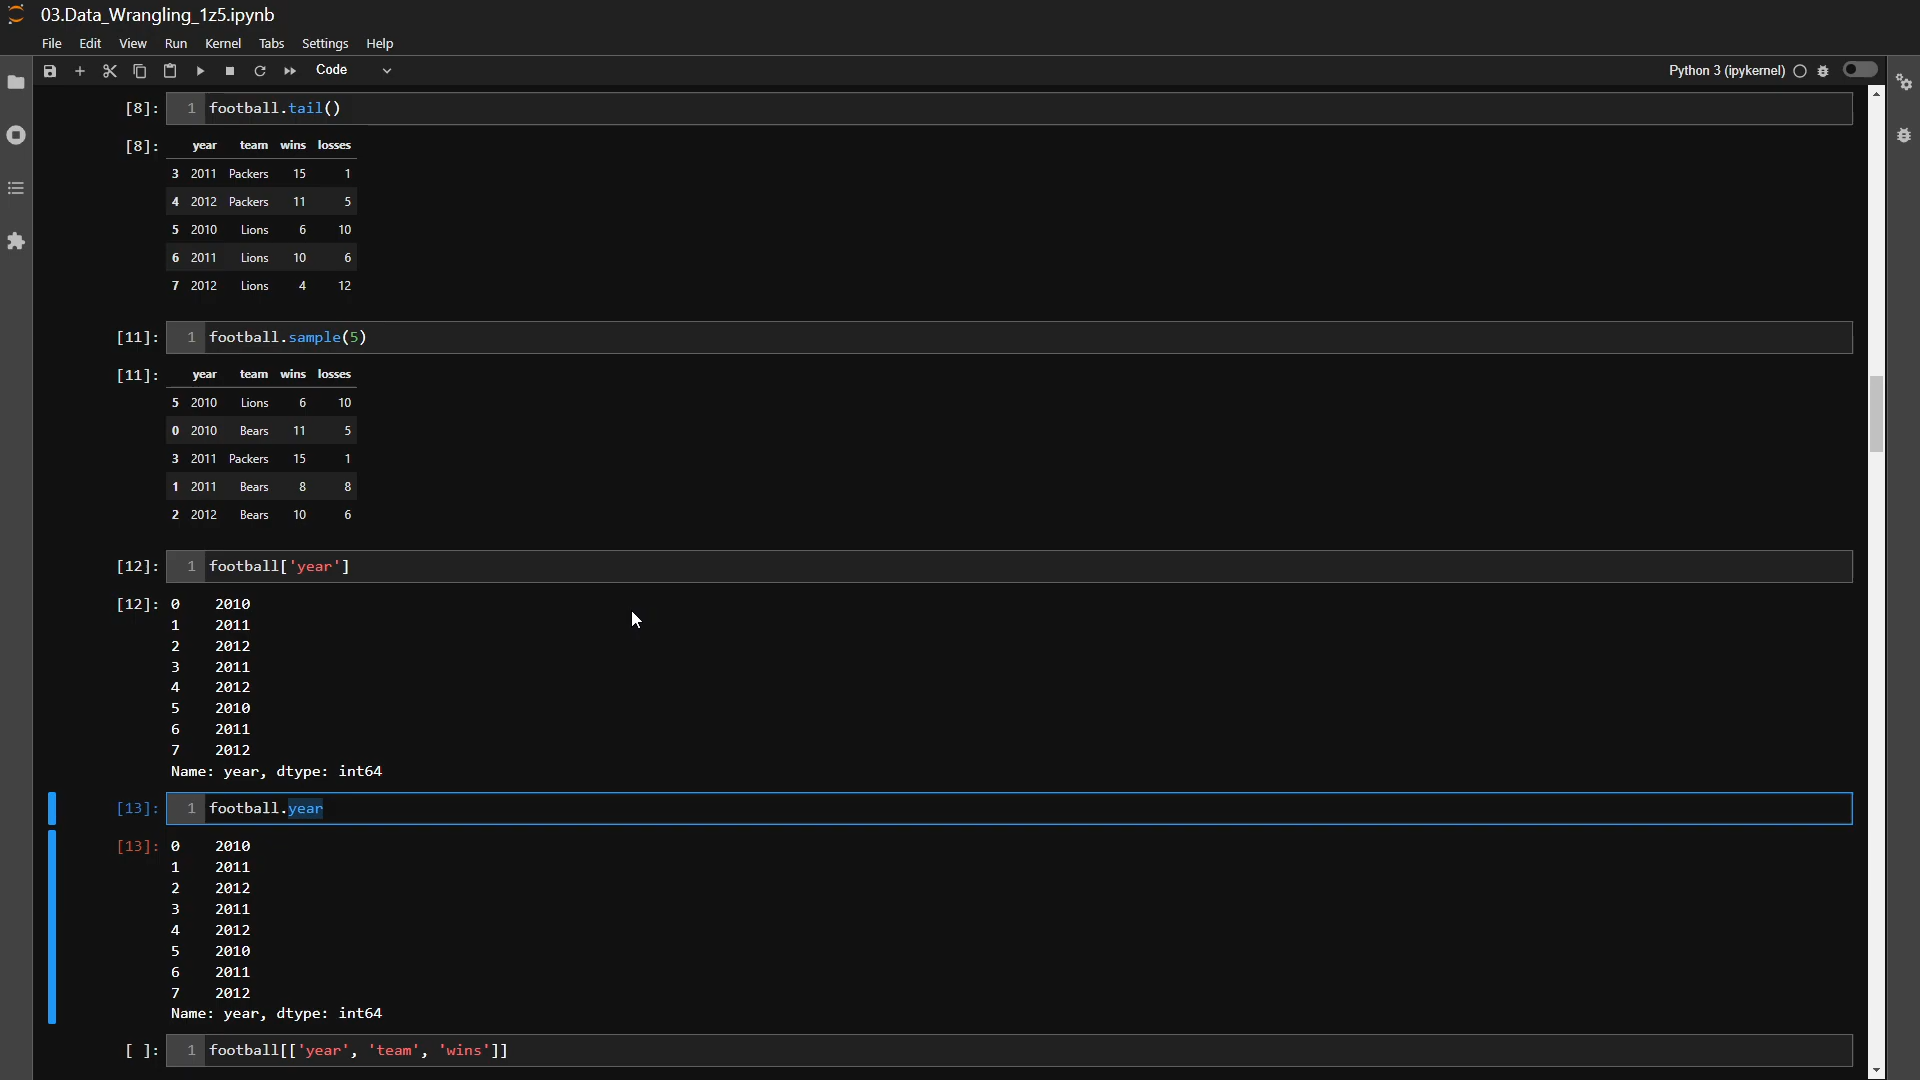 03.Data_Wrangling_1z5.ipynb
File Edit View Run Kernel Tabs Settings Help
Code
Python 3 (ipykernel)
[8]: 1 football.tail()
[8]: year team wins losses
3 2011 Packers 15 1
4 2012 Packers 11 5
5 2010 Lions 6 10
6 2011 Lions 10 6
7 2012 Lions 4 12
[11]: 1 football.sample(5)
[11]: year team wins losses
5 2010 Lions 6 10
0 2010 Bears 11 5
3 2011 Packers 15 1
1 2011 Bears 8 8
2 2012 Bears 10 6
[12]: 1 football['year']
[12]: 0 2010
1 2011
2 2012
3 2011
4 2012
5 2010
6 2011
7 2012
Name: year, dtype: int64
[13]: 1 football.year
[13]: 0 2010
1 2011
2 2012
3 2011
4 2012
5 2010
6 2011
7 2012
Name: year, dtype: int64
[ ]: 1 football[['year', 'team', 'wins']]